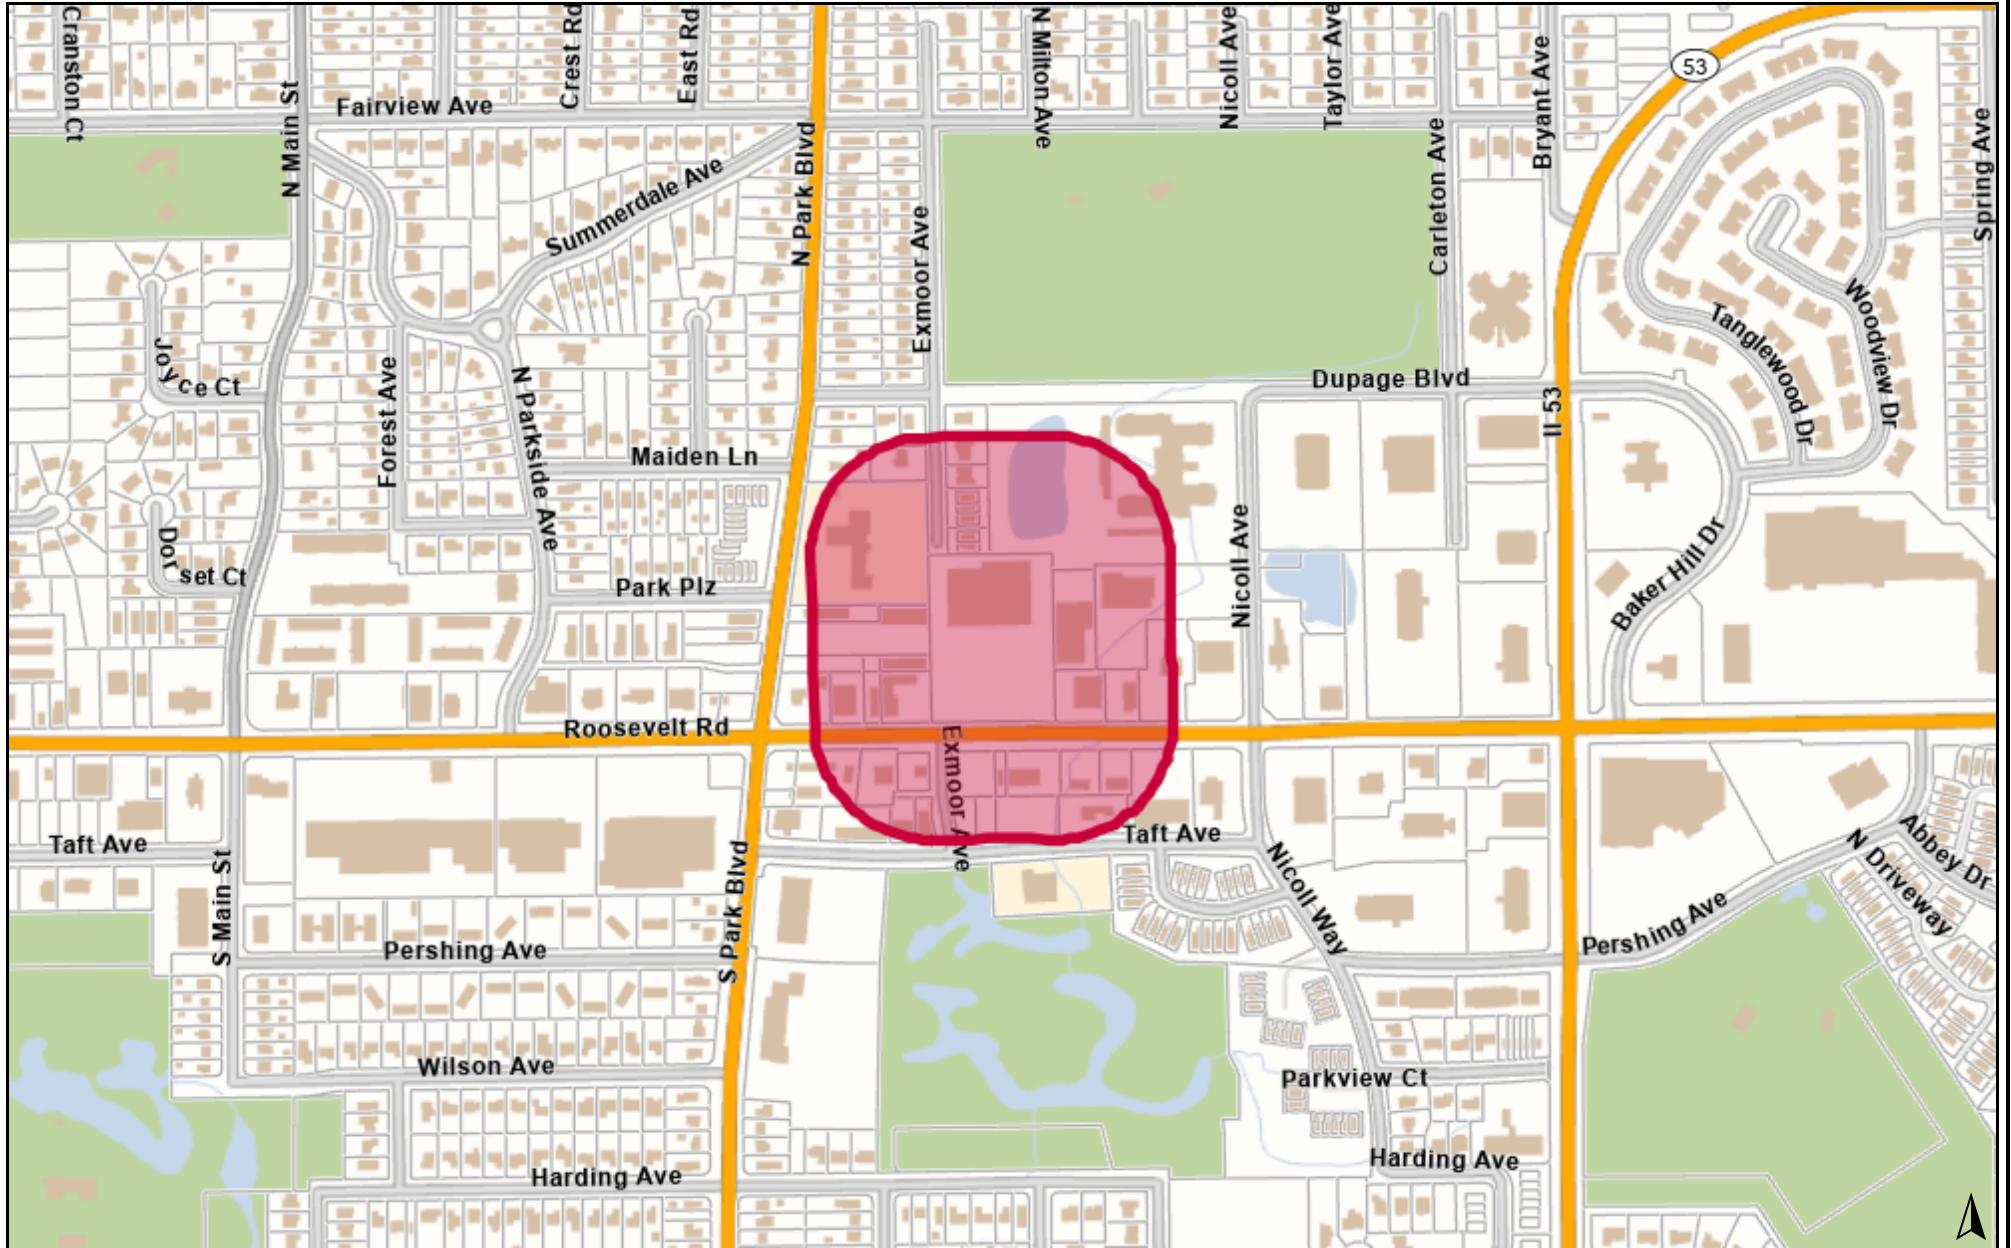 Cranston Ct
N Main St
Fairview Ave
Crest Rd
East Rd
N Milton Ave
Nicoll Ave
Taylor Ave
Bryant Ave
53
Spring Ave
N Park Blvd
Summerdale Ave
Exmoor Ave
Carleton Ave
Woodview Dr
Tanglewood Dr
Joyce Ct
Forest Ave
N Parkside Ave
Dupage Blvd
Il 53
Maiden Ln
Dorset Ct
Park Plz
Nicoll Ave
Baker Hill Dr
Roosevelt Rd
Exmoor Ave
Taft Ave
Taft Ave
S Main St
S Park Blvd
Nicoll Way
Abbey Dr
N Driveway
Pershing Ave
Pershing Ave
Wilson Ave
Parkview Ct
Harding Ave
Harding Ave